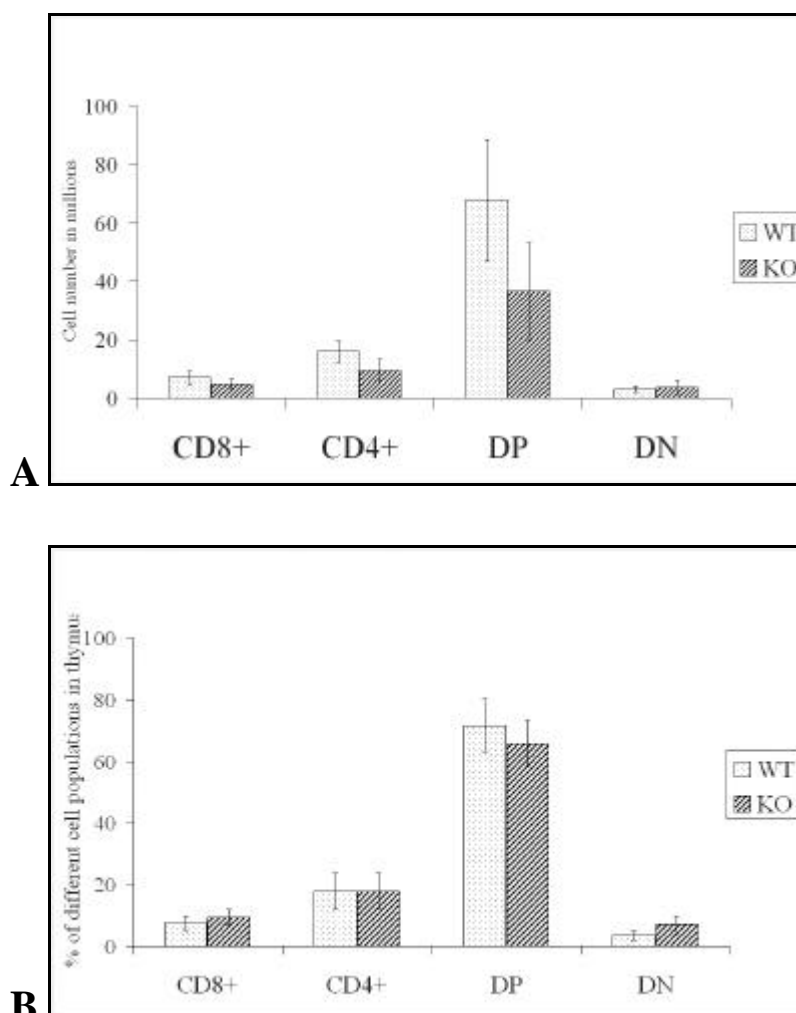 Cell number in millions
100
80
60
40
20
0
CD8+ CD4+ DP DN
WT
KO
A
% of different cell populations in thymus
100
80
60
40
20
0
CD8+ CD4+ DP DN
WT
KO
B